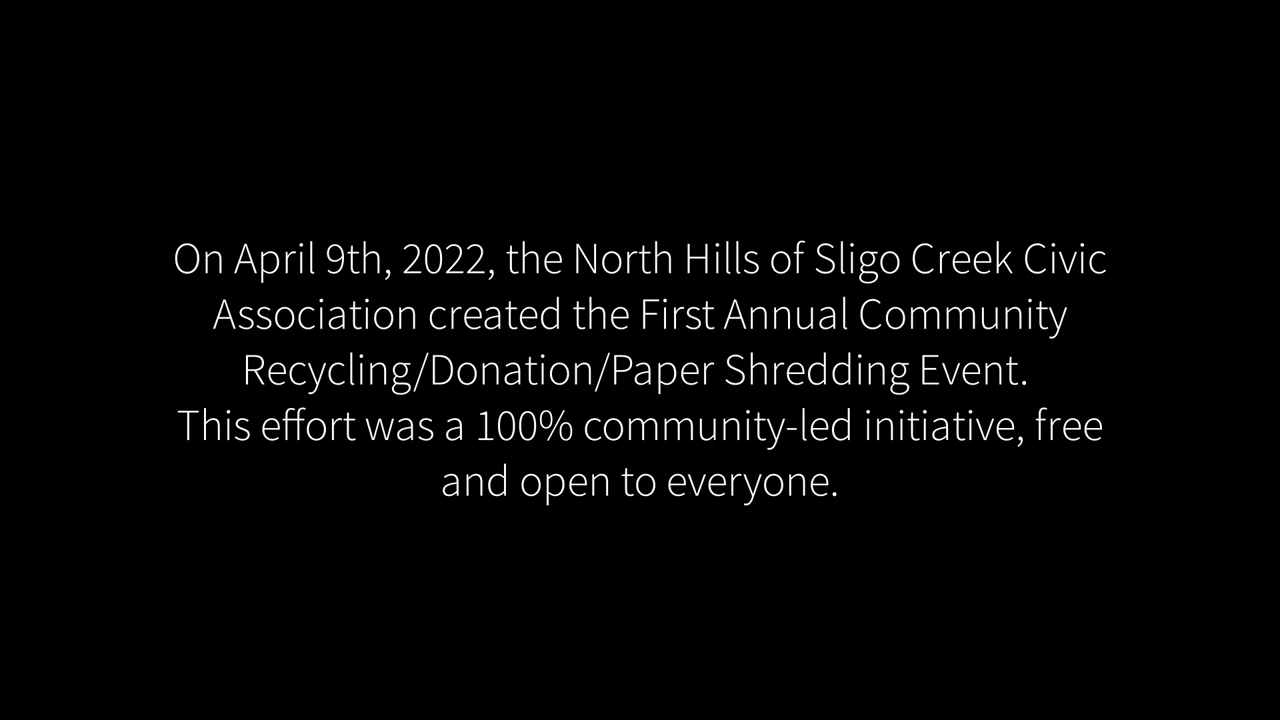 On April 9th, 2022, the North Hills of Sligo Creek Civic
Association created the First Annual Community
Recycling/Donation/Paper Shredding Event.
This effort was a 100% community-led initiative, free
and open to everyone.